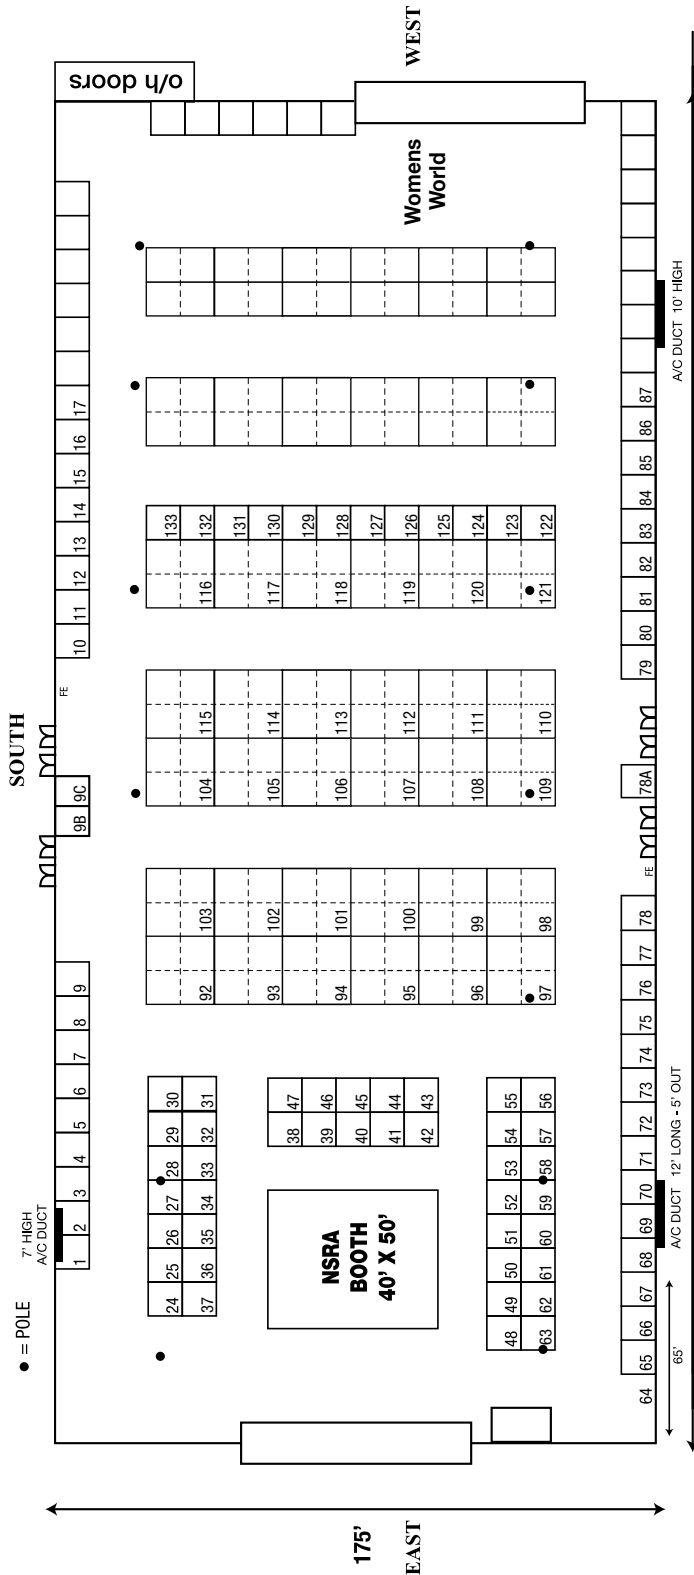 SOUTH
● = POLE
7' HIGH
A/C DUCT
1 2 3 4 5 6 7 8 9
9B 9C
FE
10 11 12 13 14 15 16 17
o/h doors
24 25 26 27 28 29 30
37 36 35 34 33 32 31
38 47
39 46
40 45
41 44
42 43
NSRA
BOOTH
40' X 50'
48 49 50 51 52 53 54 55
63 62 61 60 59 58 57 56
92 103
93 102
94 101
95 100
96 99
97 98
104 115
105 114
106 113
107 112
108 111
109 110
116 117 118 119 120 121
133 132 131 130 129 128 127 126 125 124 123 122
Womens
World
WEST
64 65 66 67 68 69 70 71 72 73 74 75 76 77 78
FE
78A
79 80 81 82 83 84 85 86 87
65'
A/C DUCT 12' LONG - 5' OUT
A/C DUCT 10' HIGH
175'
EAST